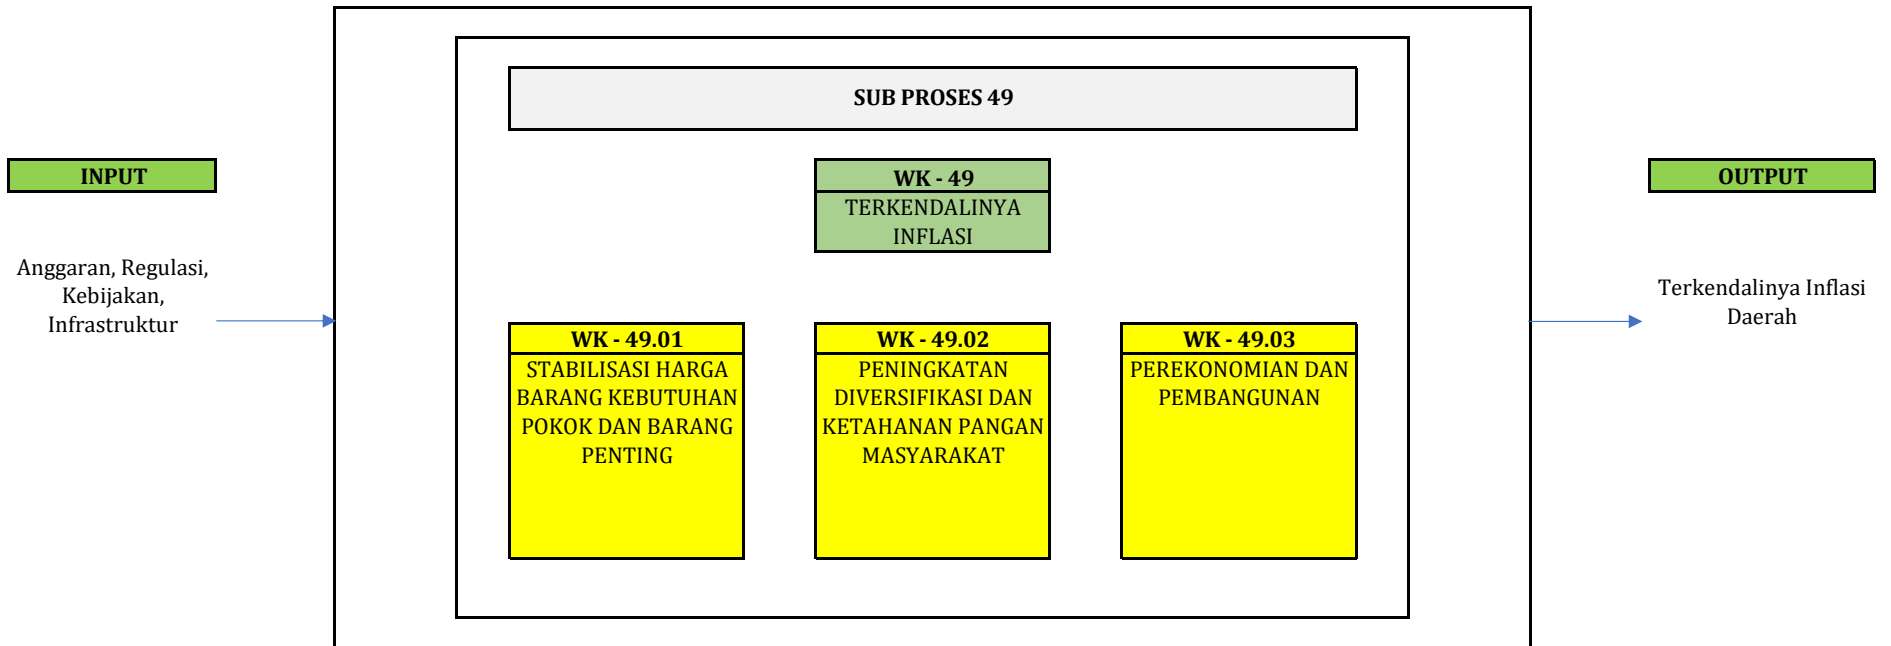 SUB PROSES 49
INPUT
Anggaran, Regulasi,
Kebijakan,
Infrastruktur
WK - 49
TERKENDALINYA
INFLASI
WK - 49.01
STABILISASI HARGA
BARANG KEBUTUHAN
POKOK DAN BARANG
PENTING
WK - 49.02
PENINGKATAN
DIVERSIFIKASI DAN
KETAHANAN PANGAN
MASYARAKAT
WK - 49.03
PEREKONOMIAN DAN
PEMBANGUNAN
OUTPUT
Terkendalinya Inflasi
Daerah